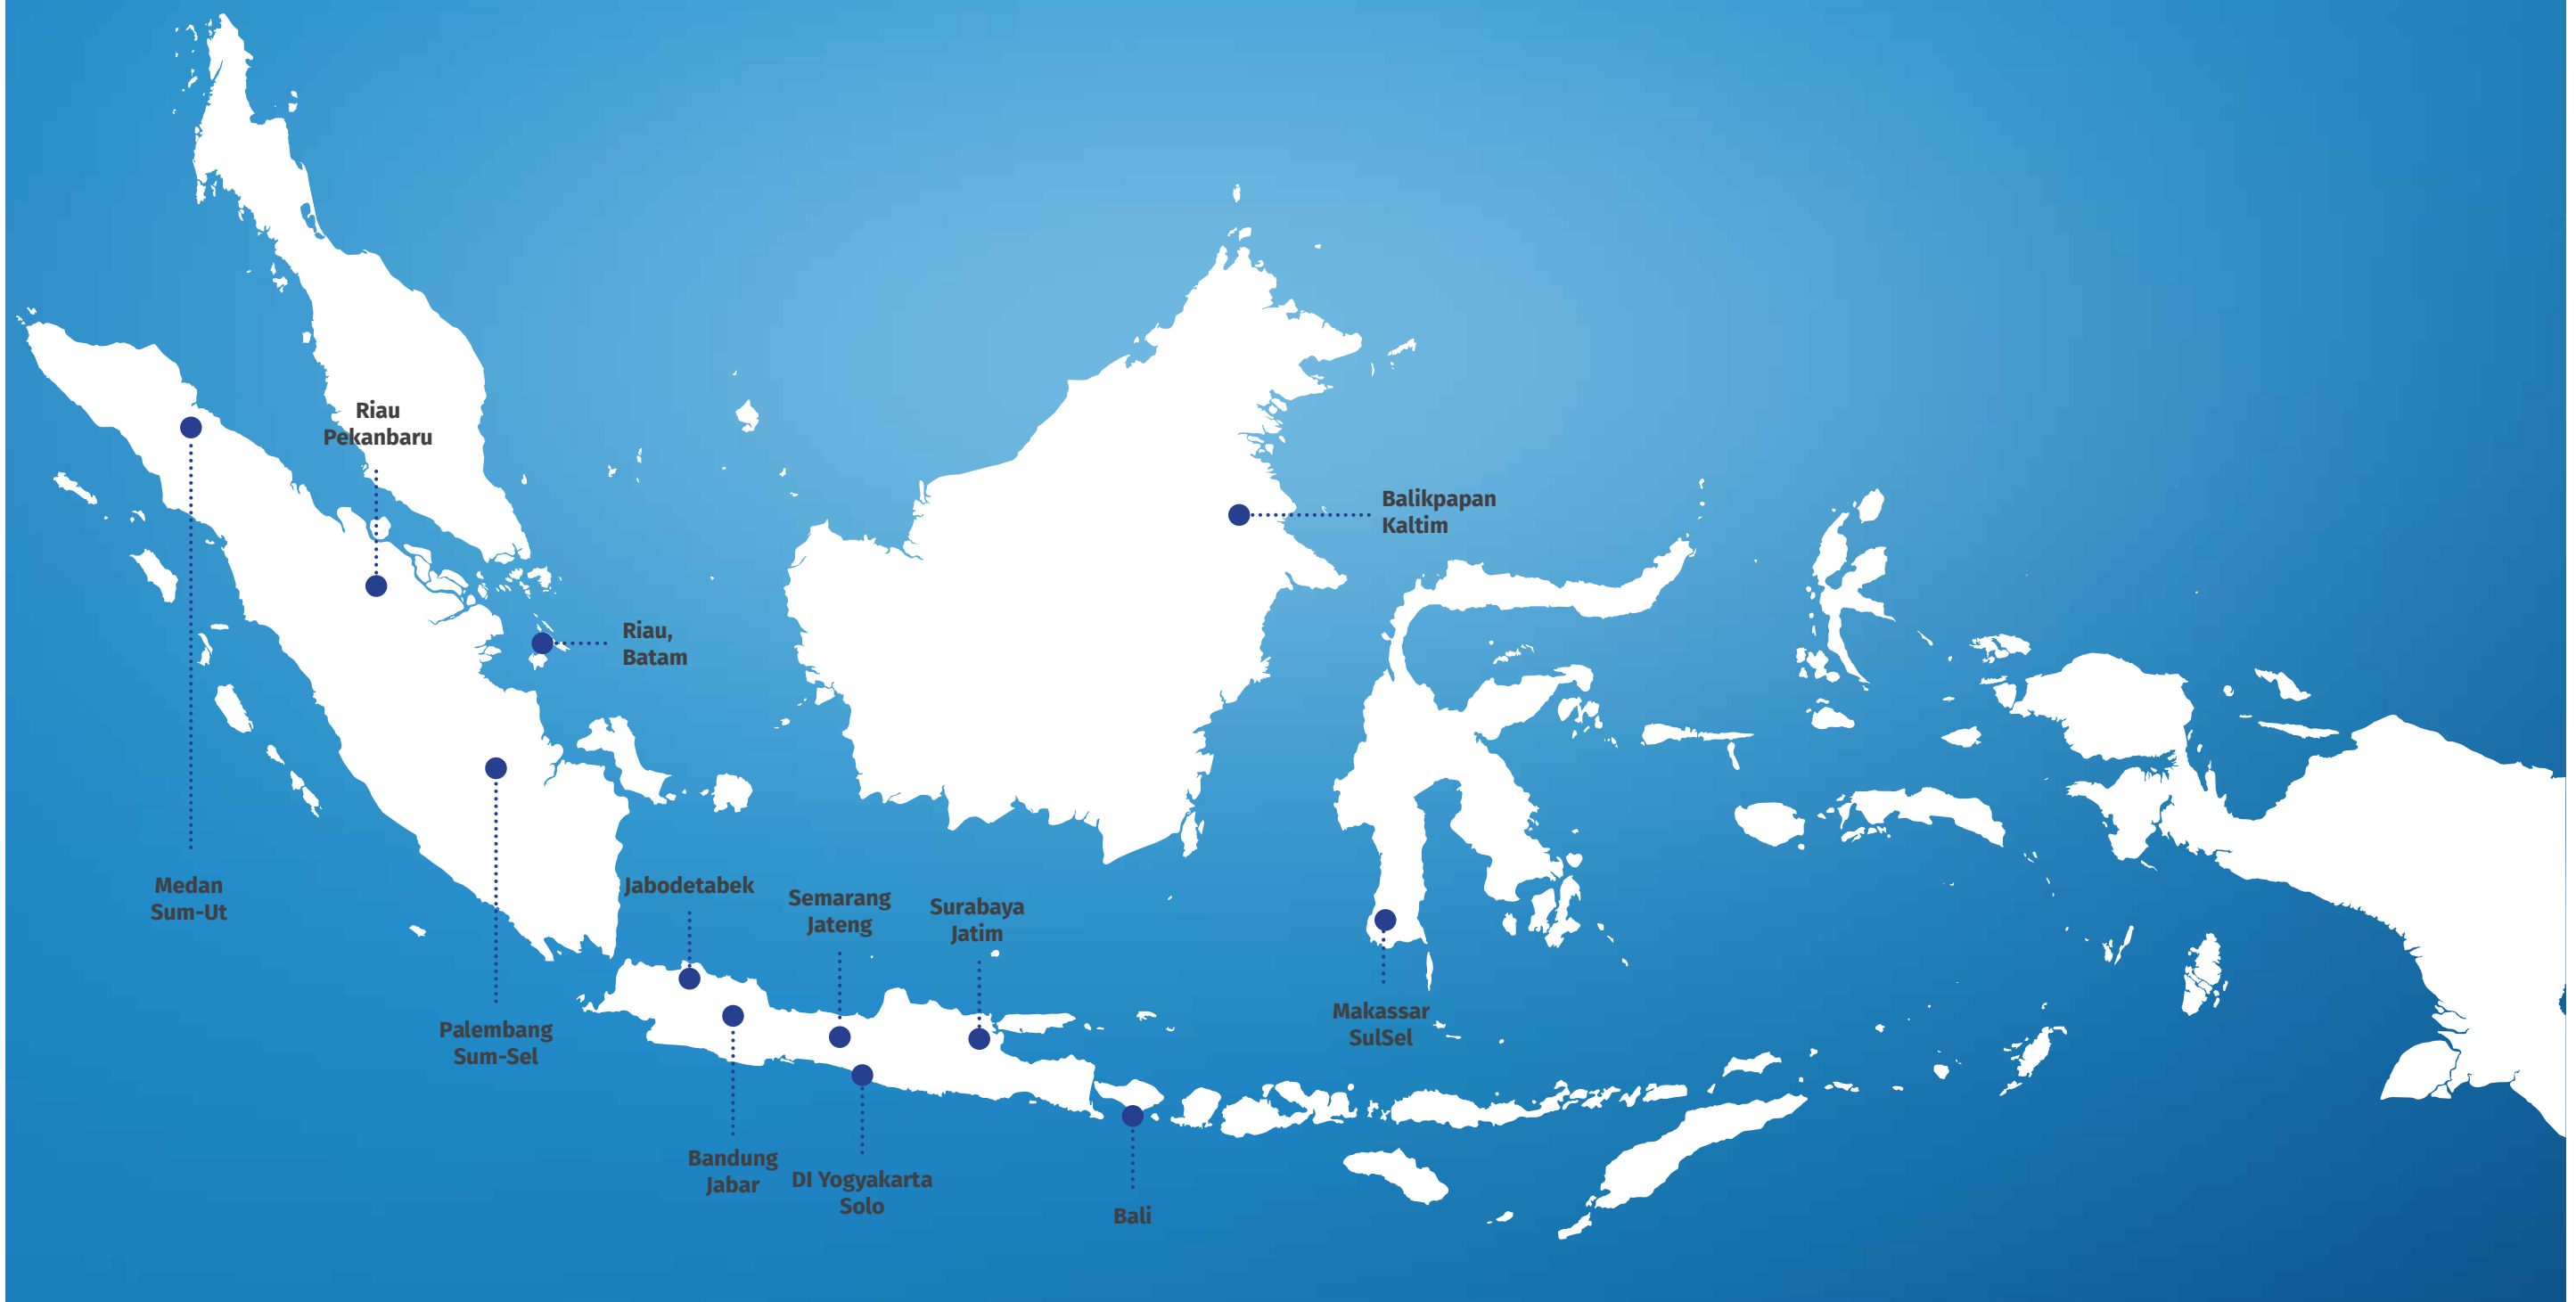 Riau
Pekanbaru
Balikpapan
Kaltim
Riau,
Batam
Medan
Sum-Ut
Jabodetabek
Semarang
Jateng
Surabaya
Jatim
Palembang
Sum-Sel
Makassar
SulSel
Bandung
Jabar
DI Yogyakarta
Solo
Bali